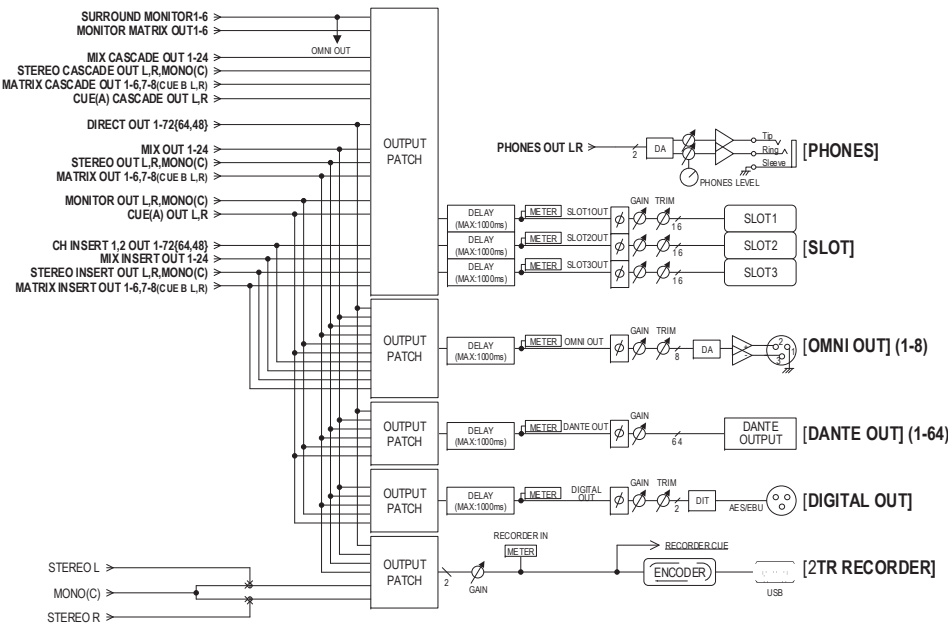 SURROUND MONITOR1-6
MONITOR MATRIX OUT1-6
OMNI OUT
MIX CASCADE OUT 1-24
STEREO CASCADE OUT L,R,MONO(C)
MATRIX CASCADE OUT 1-6,7-8(CUE B L,R)
CUE(A) CASCADE OUT L,R
DIRECT OUT 1-72{64,48}
MIX OUT 1-24
STEREO OUT L,R,MONO(C)
MATRIX OUT 1-6,7-8(CUE B L,R)
MONITOR OUT L,R,MONO(C)
CUE(A) OUT L,R
CH INSERT 1,2 OUT 1-72{64,48}
MIX INSERT OUT 1-24
STEREO INSERT OUT L,R,MONO(C)
MATRIX INSERT OUT 1-6,7-8(CUE B L,R)
OUTPUT
PATCH
PHONES OUT LR
2
DA
PHONES LEVEL
Tip
Ring
Sleeve
[PHONES]
GAIN TRIM
DELAY
(MAX:1000ms)
METER
SLOT1OUT
ϕ
16
SLOT1
DELAY
(MAX:1000ms)
METER
SLOT2OUT
ϕ
16
SLOT2
[SLOT]
DELAY
(MAX:1000ms)
METER
SLOT3OUT
ϕ
16
SLOT3
OUTPUT
PATCH
DELAY
(MAX:1000ms)
METER
OMNI OUT
ϕ
GAIN TRIM
8
DA
+
-
2
1
3
[OMNI OUT] (1-8)
OUTPUT
PATCH
DELAY
(MAX:1000ms)
METER
DANTE OUT
ϕ
GAIN
64
DANTE
OUTPUT
[DANTE OUT] (1-64)
OUTPUT
PATCH
DELAY
(MAX:1000ms)
METER
DIGITAL
OUT
ϕ
GAIN TRIM
2
DIT
AES/EBU
[DIGITAL OUT]
STEREO L
MONO(C)
STEREO R
OUTPUT
PATCH
2
GAIN
RECORDER IN
METER
RECORDER CUE
ENCODER
USB
[2TR RECORDER]